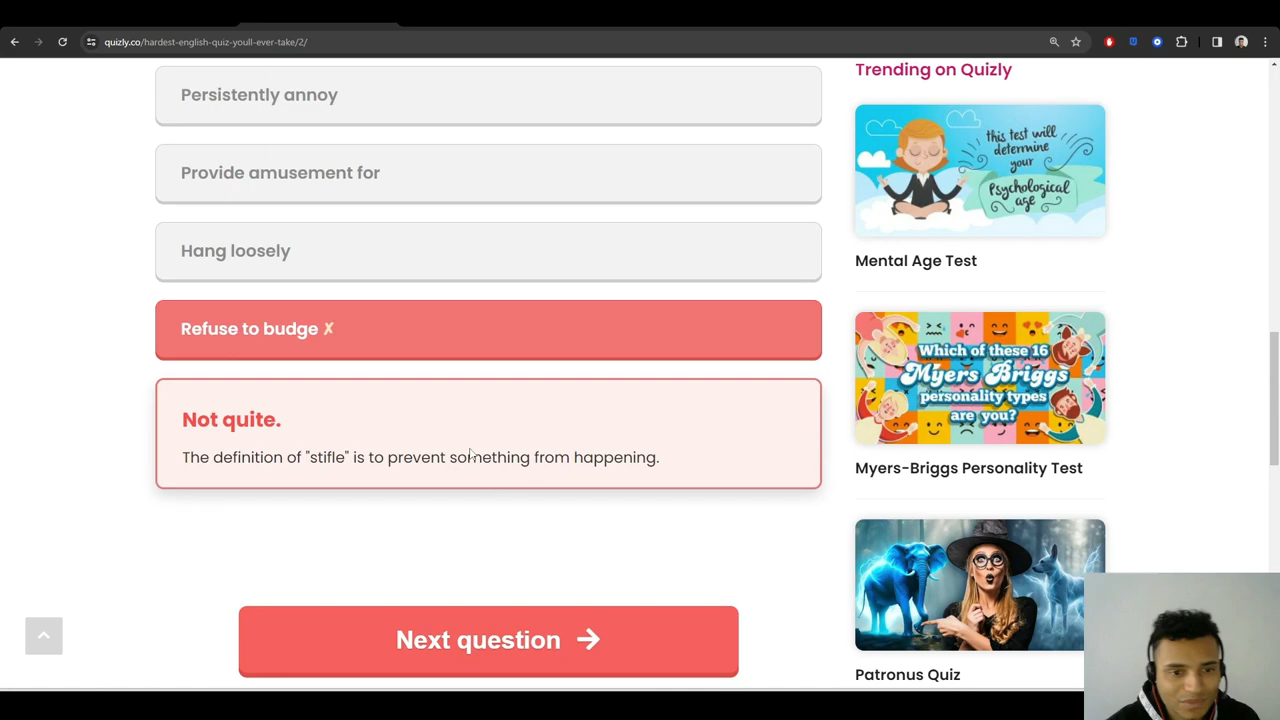 quizly.co/hardest-english-quiz-youll-ever-take/2/
Persistently annoy
Provide amusement for
Hang loosely
Refuse to budge ✗
Not quite.
The definition of "stifle" is to prevent something from happening.
Next question →
Trending on Quizly
this test will
determine
your
Psychological
age
Mental Age Test
Which of these 16
Myers Briggs
personality types
are you?
Myers-Briggs Personality Test
Patronus Quiz